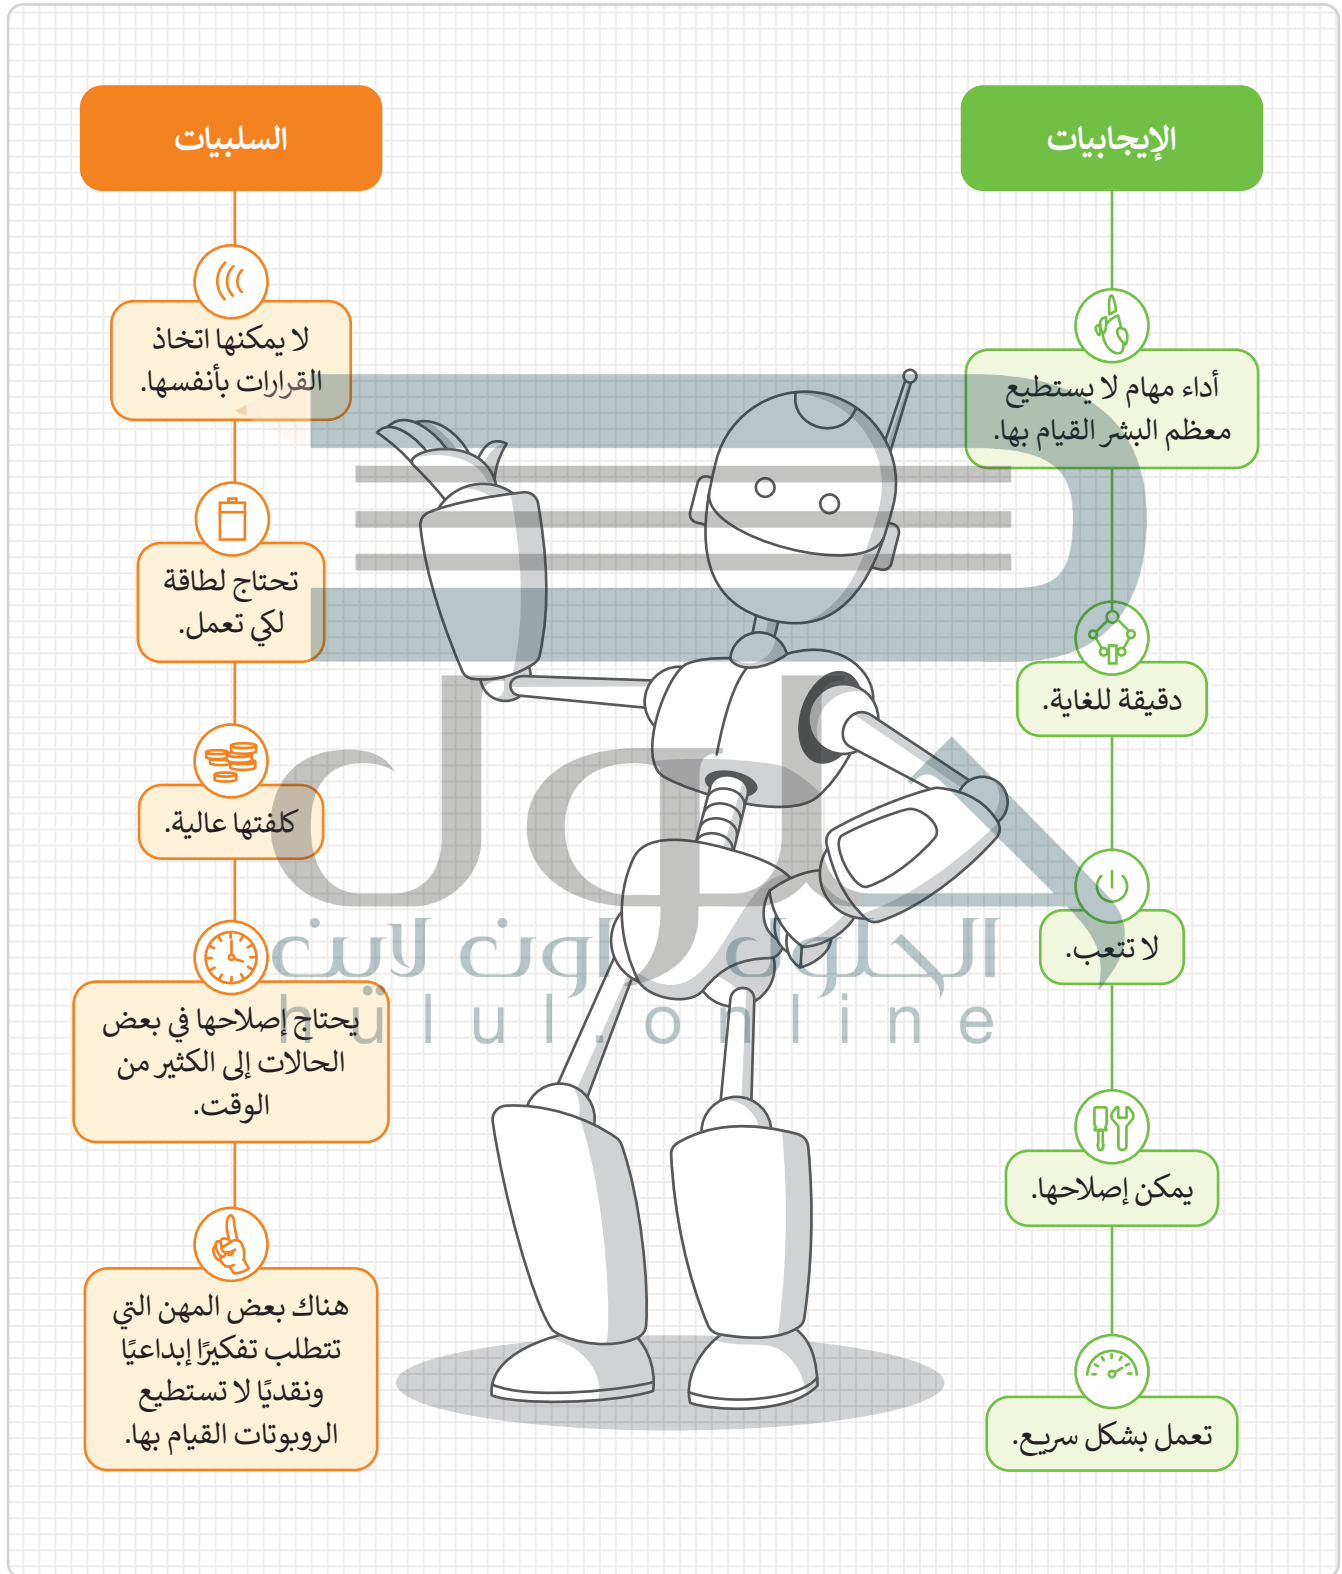 الإيجابيات
أداء مهام لا يستطيع
معظم البشر القيام بها.
دقيقة للغاية.
لا تتعب.
يمكن إصلاحها.
تعمل بشكل سريع.
السلبيات
لا يمكنها اتخاذ
القرارات بأنفسها.
تحتاج لطاقة
لكي تعمل.
كلفتها عالية.
يحتاج إصلاحها في بعض
الحالات إلى الكثير من
الوقت.
هناك بعض المهن التي
تتطلب تفكيرًا إبداعيًا
ونقديًا لا تستطيع
الروبوتات القيام بها.
حلول
الحلول اون لاين
hulul.online